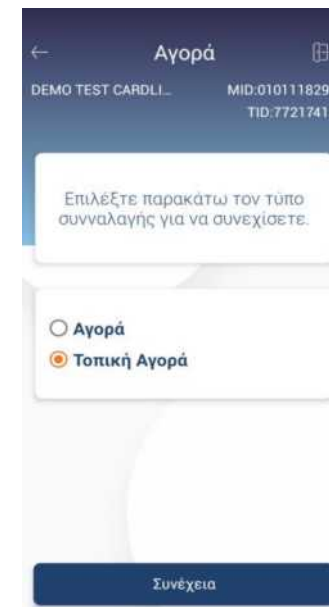 Αγορά
DEMO TEST CARDLI... MID:010111829
TID:7721741
Επιλέξτε παρακάτω τον τύπο
συνναλαγής για να συνεχίσετε.
Αγορά
Τοπική Αγορά
Συνέχεια